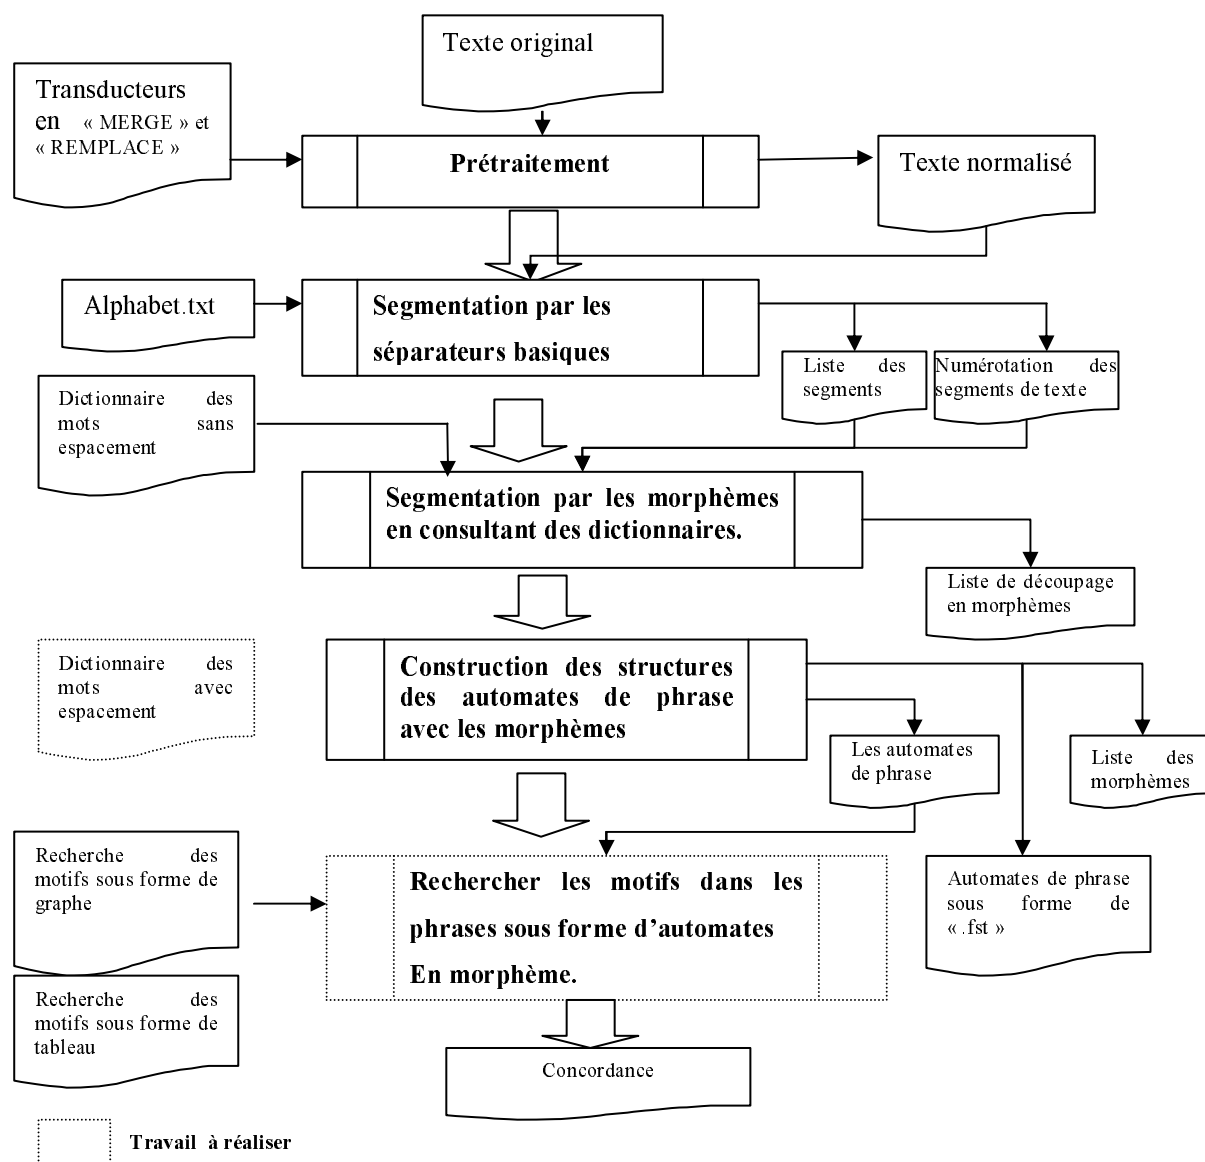 Texte original
Transducteurs
en « MERGE » et
« REMPLACE »
Prétraitement
Texte normalisé
Alphabet.txt
Segmentation par les
séparateurs basiques
Liste des
segments
Numérotation des
segments de texte
Dictionnaire des
mots sans
espacement
Segmentation par les morphèmes
en consultant des dictionnaires.
Liste de découpage
en morphèmes
Dictionnaire des
mots avec
espacement
Construction des structures
des automates de phrase
avec les morphèmes
Les automates
de phrase
Liste des
morphèmes
Recherche des
motifs sous forme de
graphe
Rechercher les motifs dans les
phrases sous forme d’automates
En morphème.
Automates de phrase
sous forme de
« .fst »
Recherche des
motifs sous forme de
tableau
Concordance
Travail à réaliser